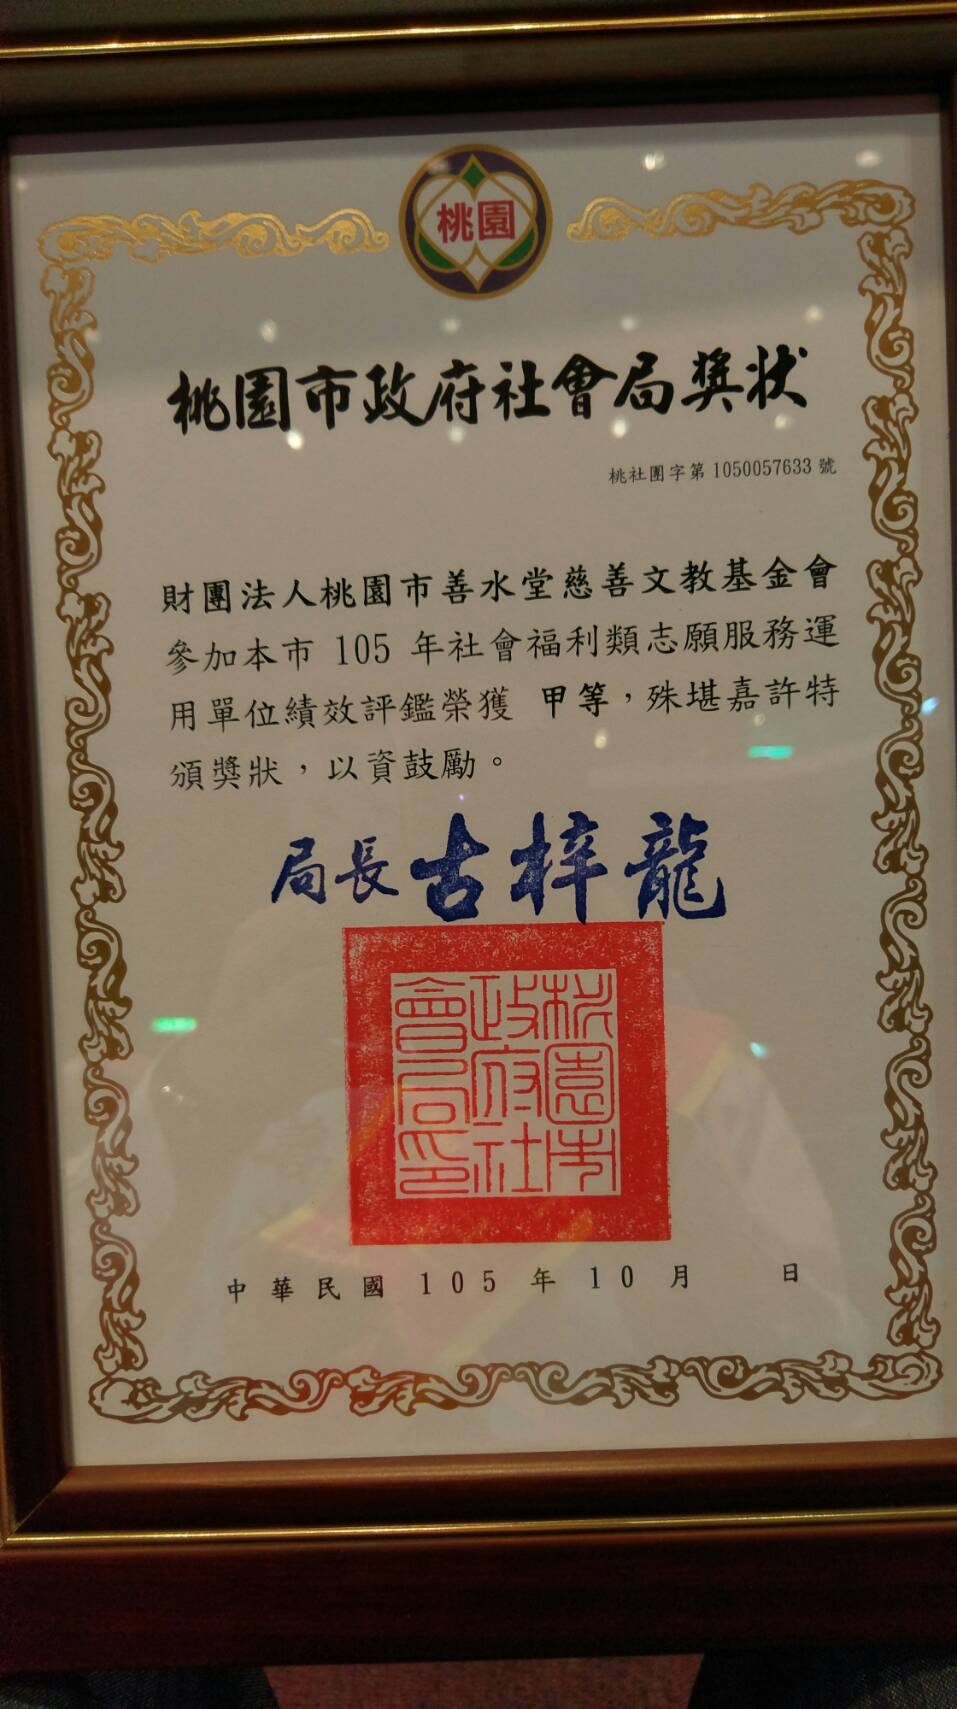 桃園
桃園市政府社會局獎狀
桃社團字第1050057633號
財團法人桃園市善水堂慈善文教基金會
參加本市 105 年社會福利類志願服務運
用單位績效評鑑榮獲 甲等，殊堪嘉許特
頒獎狀，以資鼓勵。
局長 古梓龍
桃園市
政府社
會局印
中華民國 105 年 10 月 日